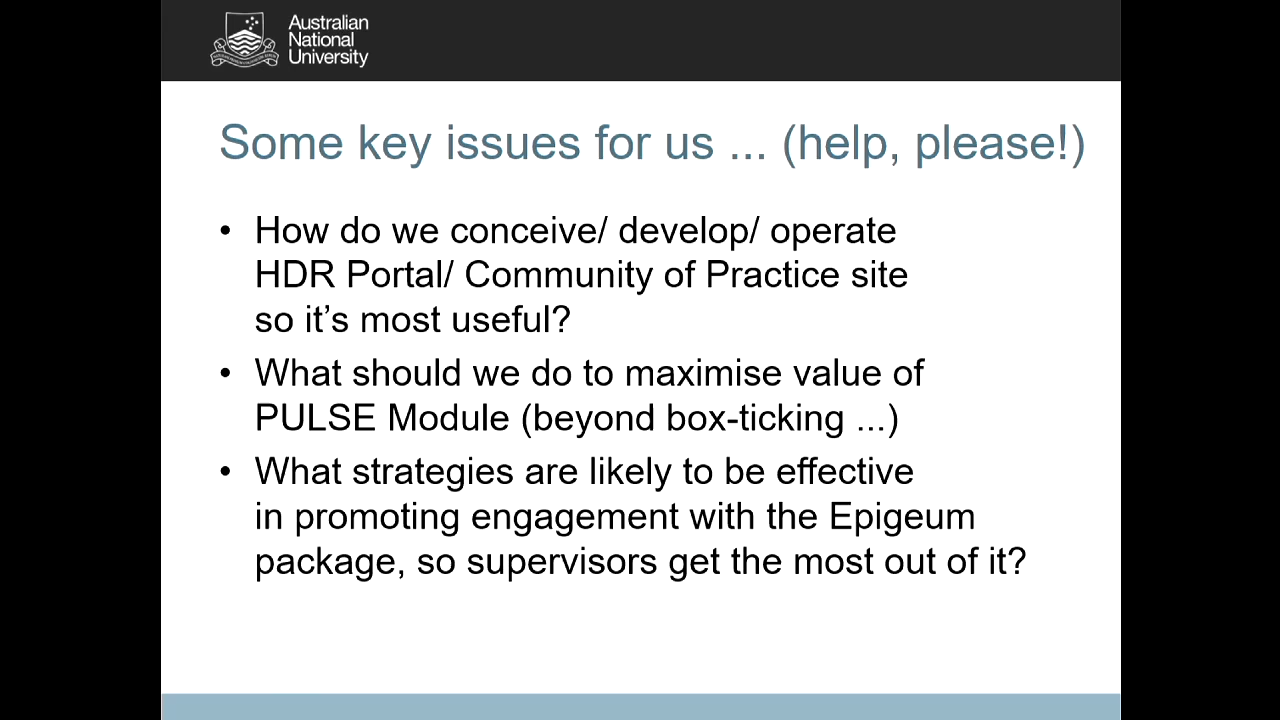 Australian
National
University
Some key issues for us ... (help, please!)
• How do we conceive/ develop/ operate
HDR Portal/ Community of Practice site
so it’s most useful?
• What should we do to maximise value of
PULSE Module (beyond box-ticking ...)
• What strategies are likely to be effective
in promoting engagement with the Epigeum
package, so supervisors get the most out of it?